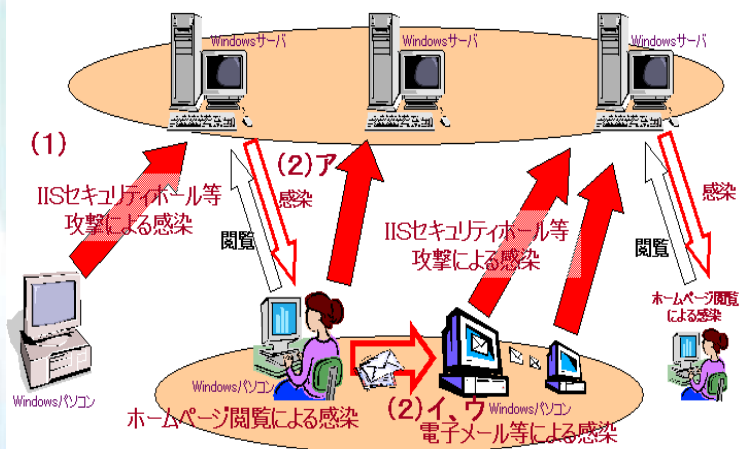 Windowsサーバ
Windowsサーバ
Windowsサーバ
(1)
(2)ア
IISセキュリティホール等
攻撃による感染
感染
閲覧
IISセキュリティホール等
攻撃による感染
感染
閲覧
ホームページ閲覧
による感染
Windowsパソコン
Windowsパソコン
ホームページ閲覧による感染
(2)イ、ウ
Windowsパソコン
電子メール等による感染